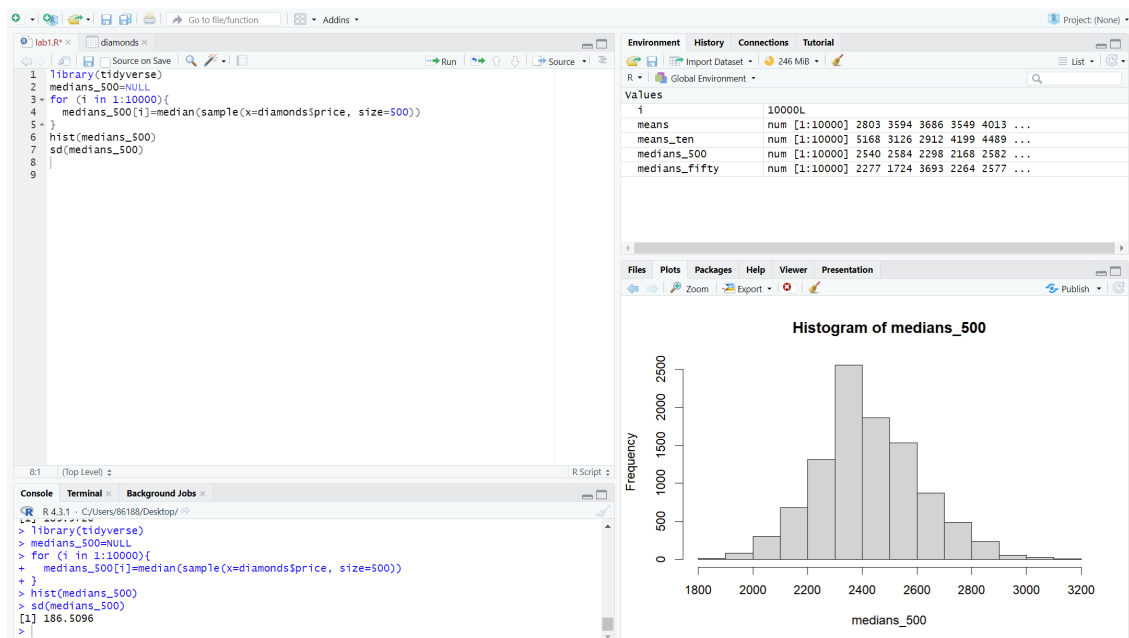 Go to file/function
Addins
Project: (None)
lab1.R*
diamonds
Source on Save
Run
Source
1 library(tidyverse)
2 medians_500=NULL
3 for (i in 1:10000){
4 medians_500[i]=median(sample(x=diamonds$price, size=500))
5 }
6 hist(medians_500)
7 sd(medians_500)
8
9
8:1 (Top Level) R Script
Console Terminal Background Jobs
R 4.3.1 · C:/Users/86188/Desktop/
> library(tidyverse)
> medians_500=NULL
> for (i in 1:10000){
+ medians_500[i]=median(sample(x=diamonds$price, size=500))
+ }
> hist(medians_500)
> sd(medians_500)
[1] 186.5096
>
Environment History Connections Tutorial
Import Dataset 246 MiB List
R Global Environment
Values
i 10000L
means num [1:10000] 2803 3594 3686 3549 4013 ...
means_ten num [1:10000] 5168 3126 2912 4199 4489 ...
medians_500 num [1:10000] 2540 2584 2298 2168 2582 ...
medians_fifty num [1:10000] 2277 1724 3693 2264 2577 ...
Files Plots Packages Help Viewer Presentation
Zoom Export Publish
Histogram of medians_500
Frequency
2500
2000
1500
1000
500
0
1800 2000 2200 2400 2600 2800 3000 3200
medians_500